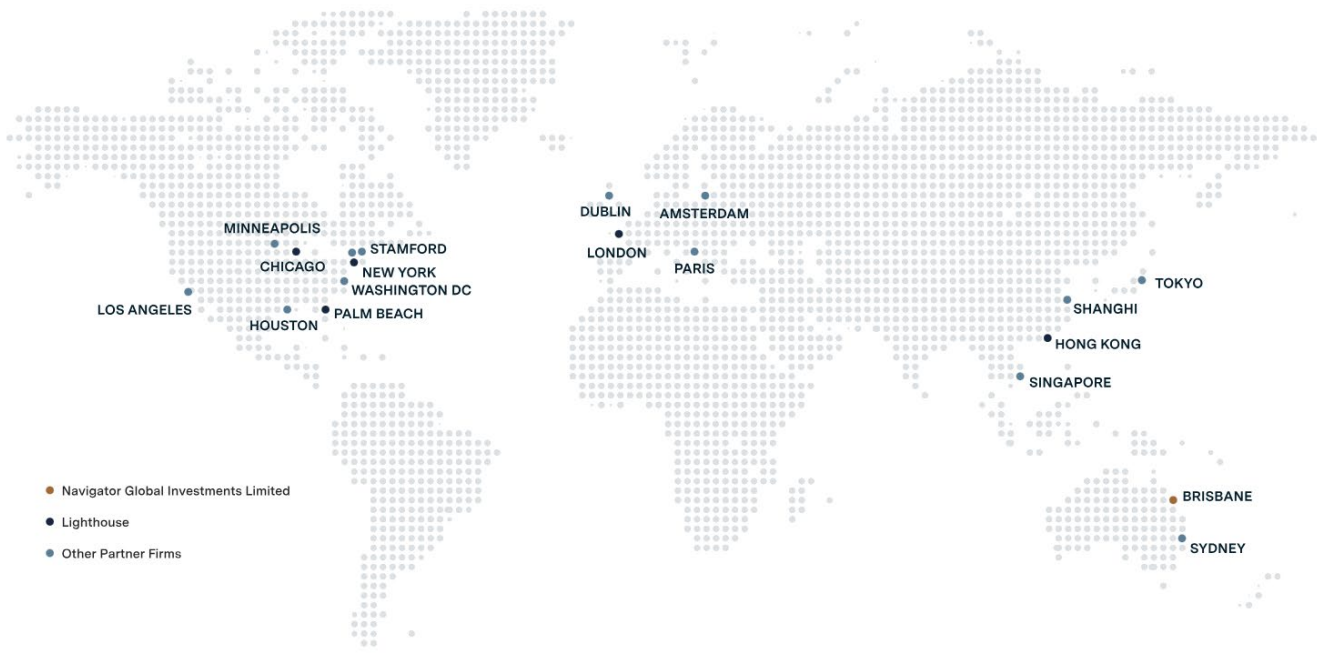 MINNEAPOLIS
CHICAGO
STAMFORD
NEW YORK
WASHINGTON DC
LOS ANGELES
HOUSTON
PALM BEACH
DUBLIN
AMSTERDAM
LONDON
PARIS
TOKYO
SHANGHI
HONG KONG
SINGAPORE
BRISBANE
SYDNEY
Navigator Global Investments Limited
Lighthouse
Other Partner Firms